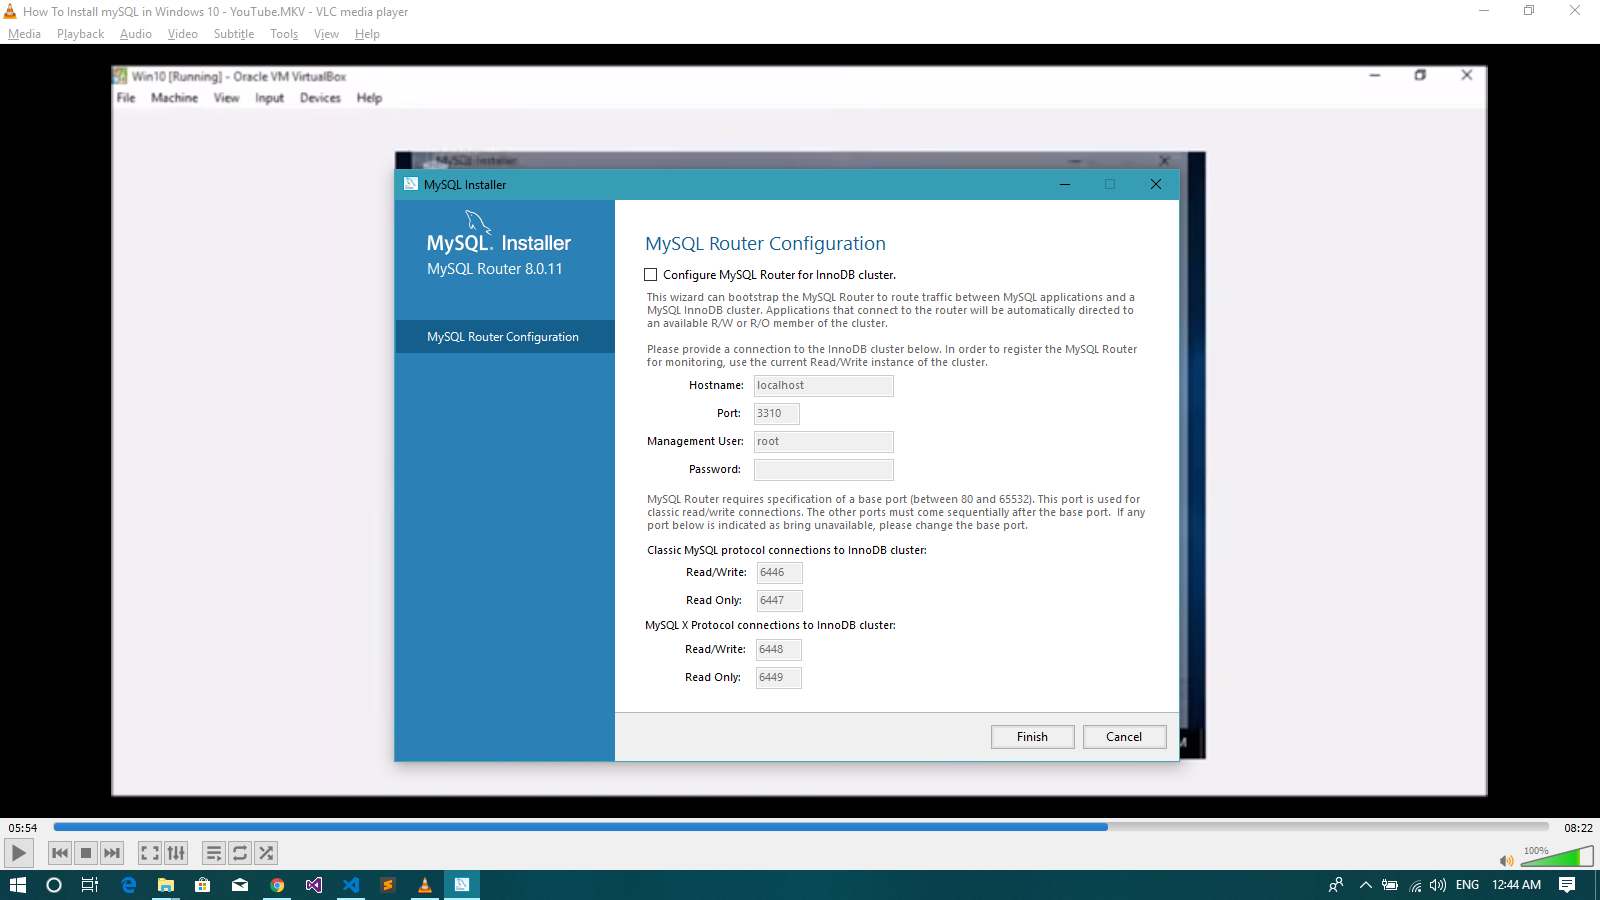 How To Install mySQL in Windows 10 - YouTube.MKV - VLC media player
Media Playback Audio Video Subtitle Tools View Help
Win10 [Running] - Oracle VM VirtualBox
File Machine View Input Devices Help
MySQL Installer
MySQL Installer
MySQL Installer
MySQL Router 8.0.11
MySQL Router Configuration
MySQL Router Configuration
Configure MySQL Router for InnoDB cluster.
This wizard can bootstrap the MySQL Router to route traffic between MySQL applications and a
MySQL InnoDB cluster. Applications that connect to the router will be automatically directed to
an available R/W or R/O member of the cluster.
Please provide a connection to the InnoDB cluster below. In order to register the MySQL Router
for monitoring, use the current Read/Write instance of the cluster.
Hostname: localhost
Port: 3310
Management User: root
Password:
MySQL Router requires specification of a base port (between 80 and 65532). This port is used for
classic read/write connections. The other ports must come sequentially after the base port. If any
port below is indicated as bring unavailable, please change the base port.
Classic MySQL protocol connections to InnoDB cluster:
Read/Write: 6446
Read Only: 6447
MySQL X Protocol connections to InnoDB cluster:
Read/Write: 6448
Read Only: 6449
Finish Cancel
M
05:54 08:22
100%
ENG 12:44 AM